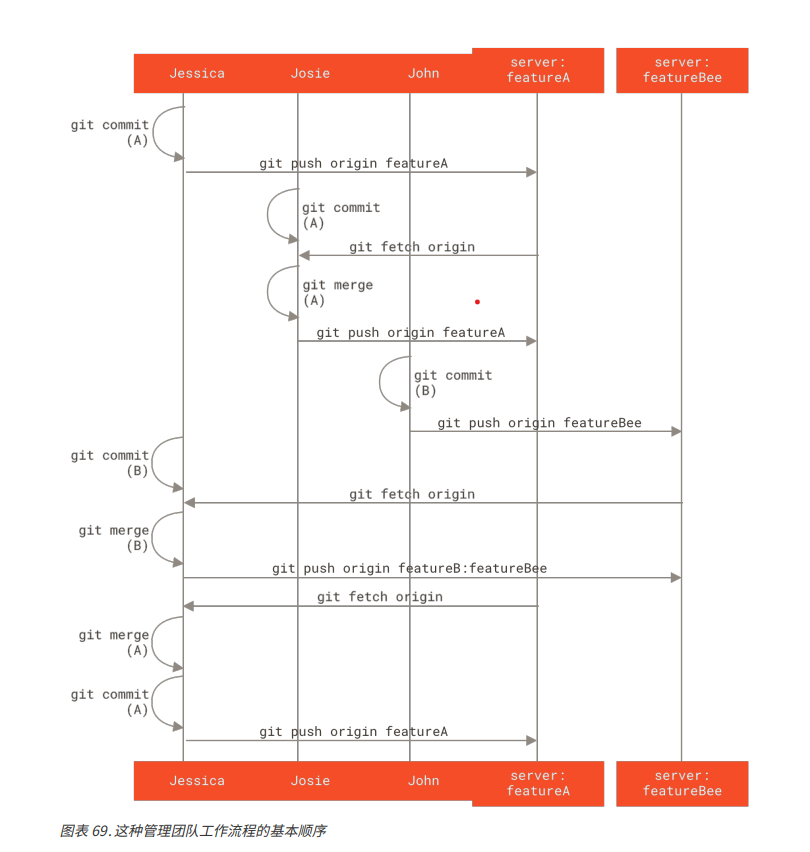 Jessica Josie John server: featureA server: featureBee
git commit
(A)
git push origin featureA
git commit
(A)
git fetch origin
git merge
(A)
git push origin featureA
git commit
(B)
git push origin featureBee
git commit
(B)
git fetch origin
git merge
(B)
git push origin featureB:featureBee
git fetch origin
git merge
(A)
git commit
(A)
git push origin featureA
Jessica Josie John server: featureA server: featureBee
图表 69. 这种管理团队工作流程的基本顺序